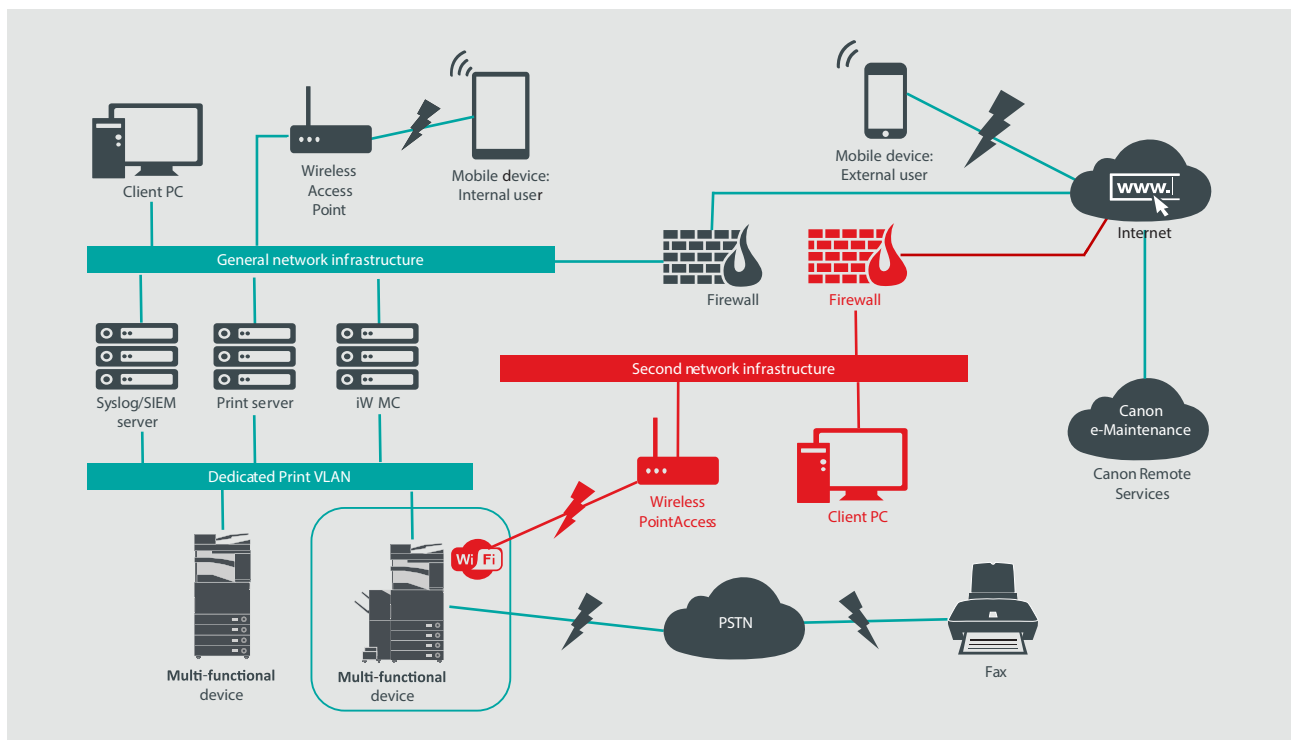 Client PC
Wireless
Access
Point
Mobile device:
Internal user
Mobile device:
External user
www.
Internet
General network infrastructure
Firewall
Firewall
Syslog/SIEM
server
Print server
iW MC
Second network infrastructure
Canon
e-Maintenance
Canon Remote
Services
Dedicated Print VLAN
Wireless
PointAccess
Client PC
Wi Fi
Multi-functional
device
Multi-functional
device
PSTN
Fax